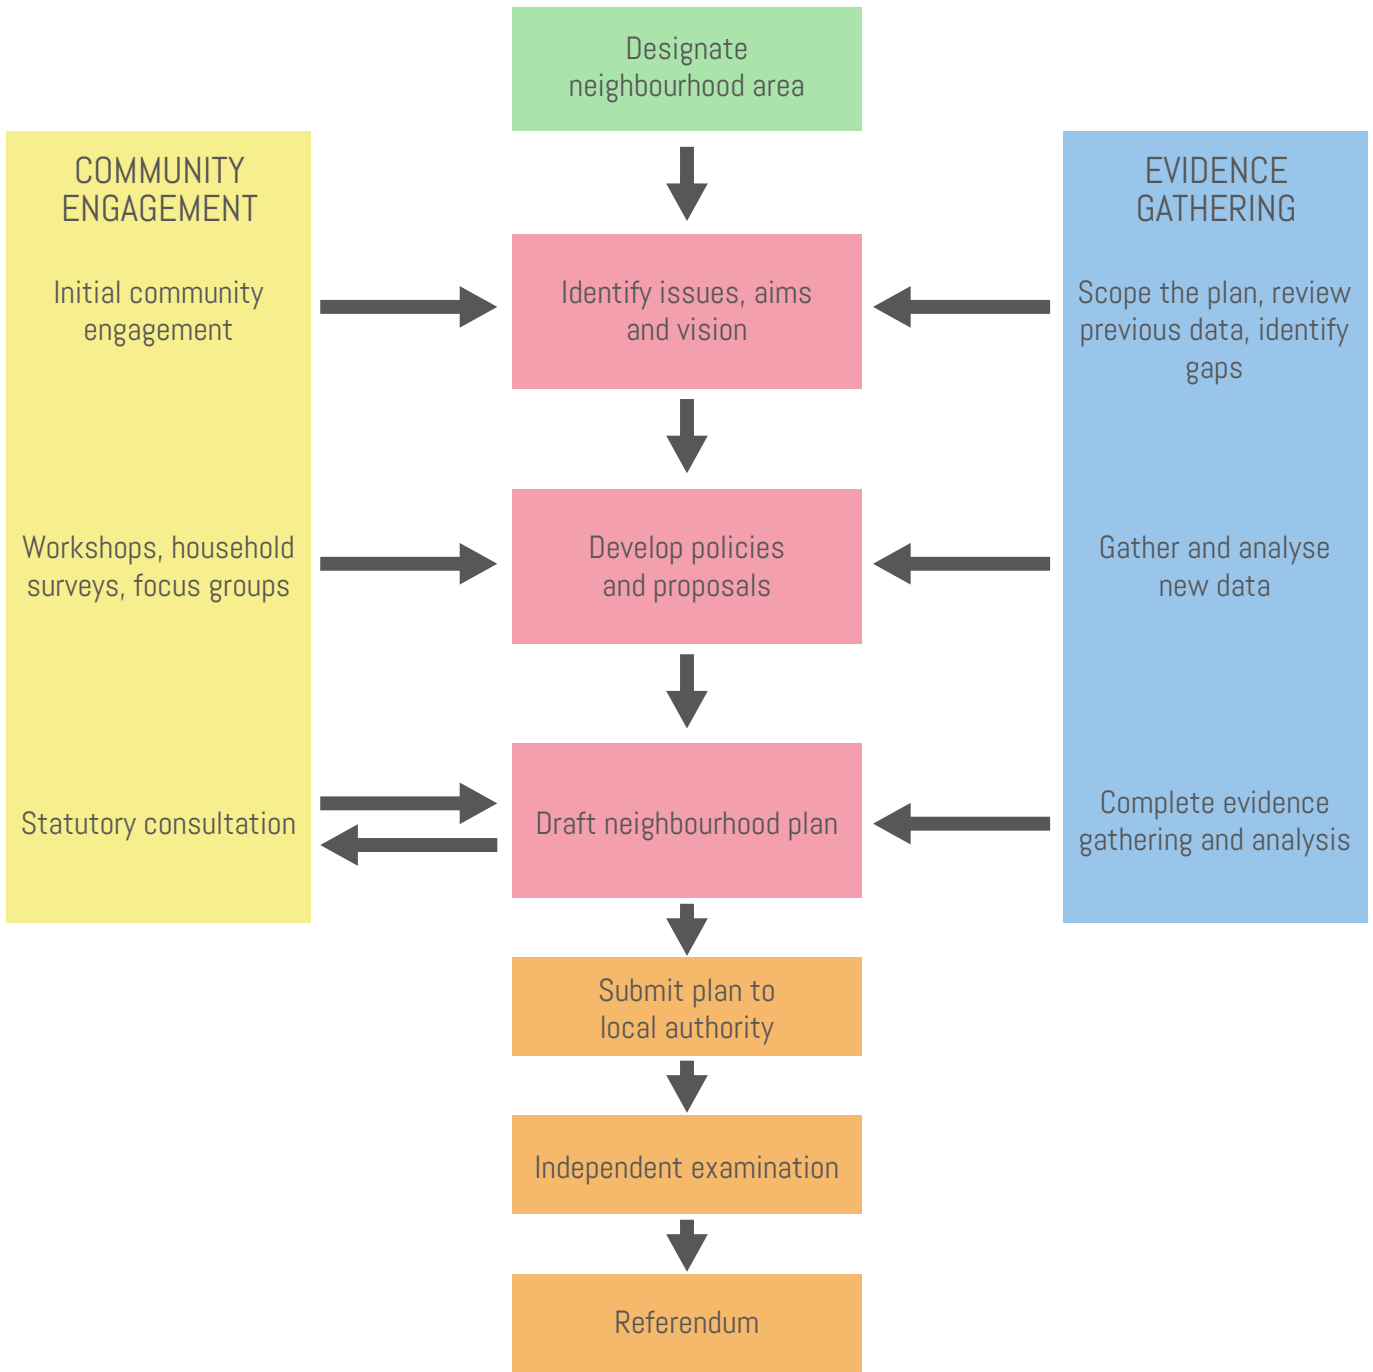 Designate
neighbourhood area
COMMUNITY
ENGAGEMENT
Initial community
engagement
Workshops, household
surveys, focus groups
Statutory consultation
Identify issues, aims
and vision
Develop policies
and proposals
Draft neighbourhood plan
Submit plan to
local authority
Independent examination
Referendum
EVIDENCE
GATHERING
Scope the plan, review
previous data, identify
gaps
Gather and analyse
new data
Complete evidence
gathering and analysis